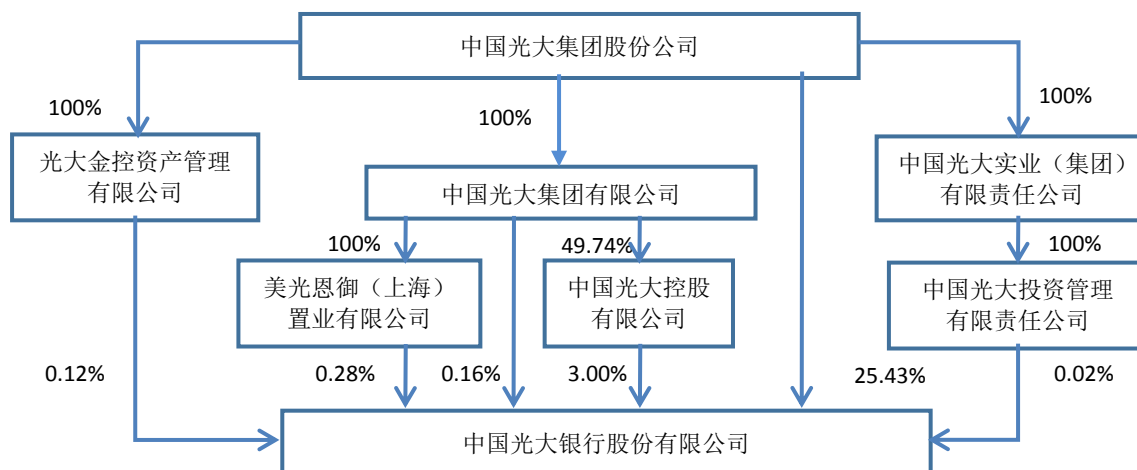 中国光大集团股份公司
100%
100%
100%
光大金控资产管理
有限公司
中国光大集团有限公司
中国光大实业（集团）
有限责任公司
100%
49.74%
100%
美光恩御（上海）
置业有限公司
中国光大控股
有限公司
中国光大投资管理
有限责任公司
0.12%
0.28%
0.16%
3.00%
25.43%
0.02%
中国光大银行股份有限公司